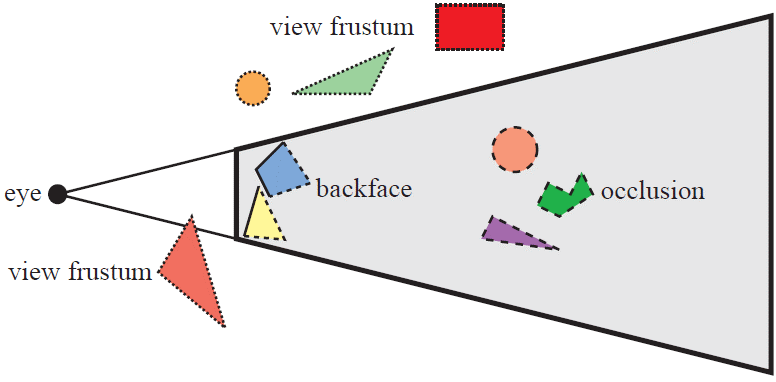 view frustum
eye
backface
occlusion
view frustum